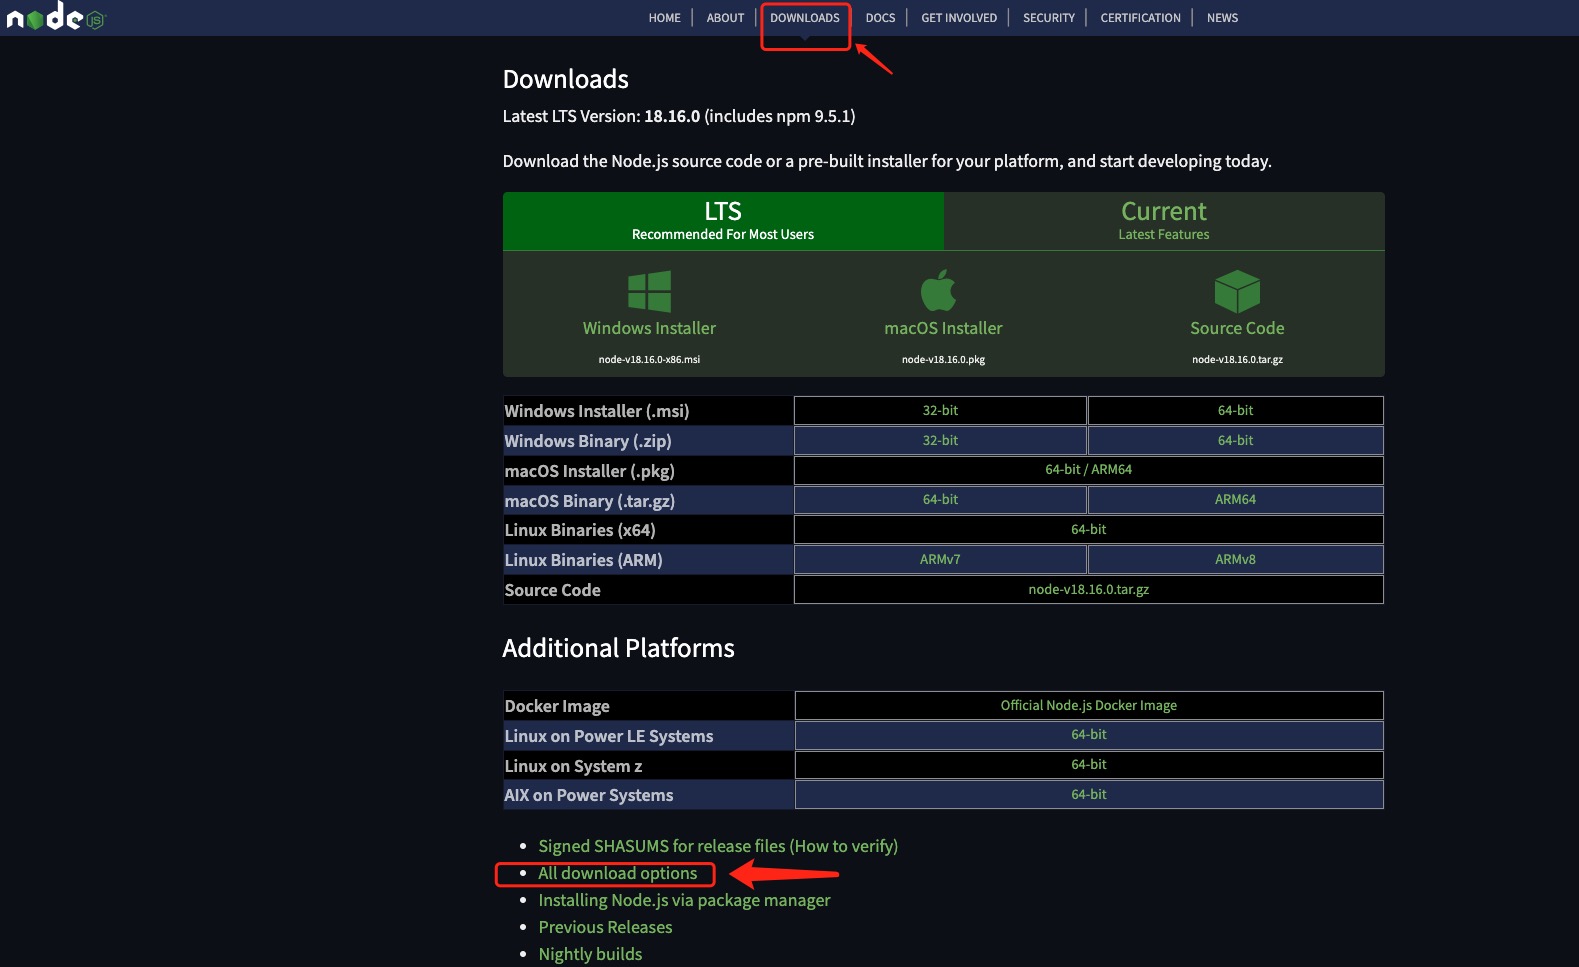 node JS
HOME ABOUT DOWNLOADS DOCS GET INVOLVED SECURITY CERTIFICATION NEWS
Downloads
Latest LTS Version: 18.16.0 (includes npm 9.5.1)
Download the Node.js source code or a pre-built installer for your platform, and start developing today.
LTS
Recommended For Most Users
Current
Latest Features
Windows Installer
node-v18.16.0-x86.msi
macOS Installer
node-v18.16.0.pkg
Source Code
node-v18.16.0.tar.gz
Windows Installer (.msi) 32-bit 64-bit
Windows Binary (.zip) 32-bit 64-bit
macOS Installer (.pkg) 64-bit / ARM64
macOS Binary (.tar.gz) 64-bit ARM64
Linux Binaries (x64) 64-bit
Linux Binaries (ARM) ARMv7 ARMv8
Source Code node-v18.16.0.tar.gz
Additional Platforms
Docker Image Official Node.js Docker Image
Linux on Power LE Systems 64-bit
Linux on System z 64-bit
AIX on Power Systems 64-bit
• Signed SHASUMS for release files (How to verify)
• All download options
• Installing Node.js via package manager
• Previous Releases
• Nightly builds